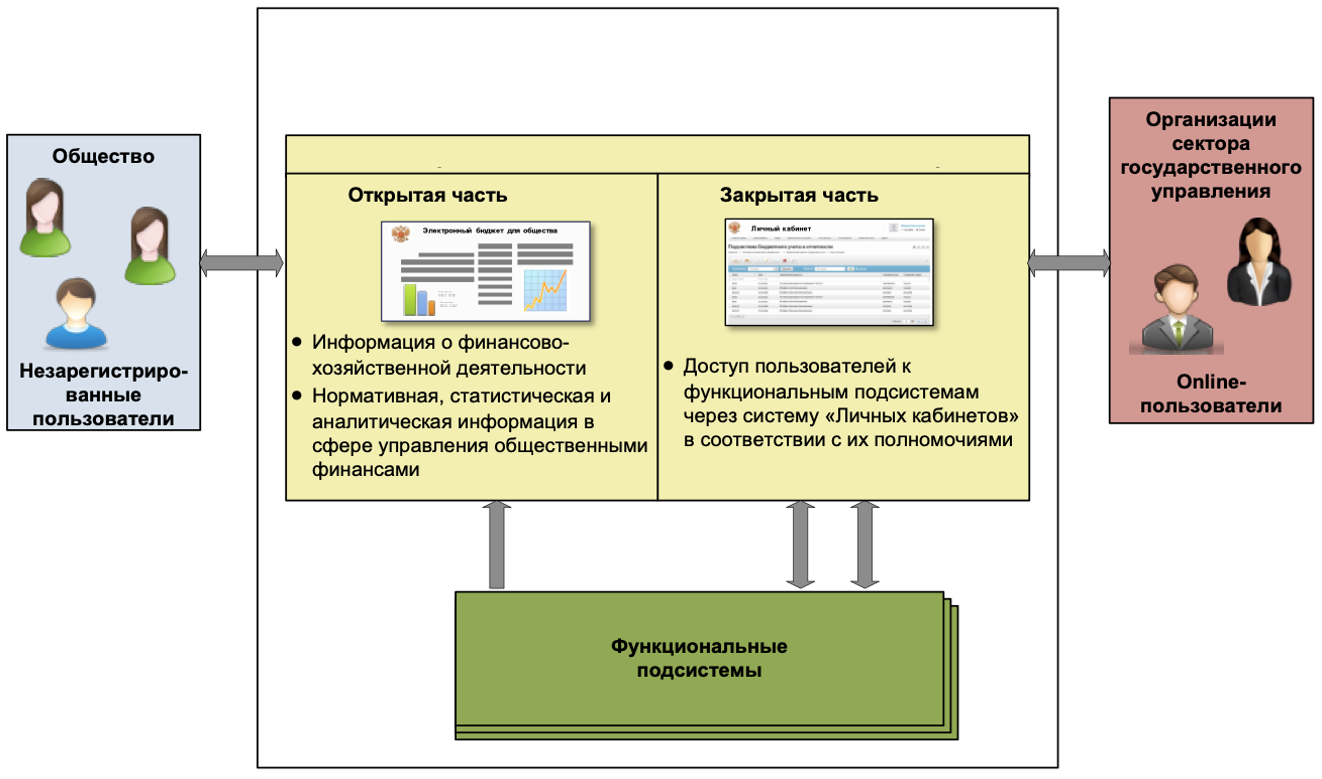 Общество
Незарегистриро-
ванные
пользователи
Открытая часть
Электронный бюджет для общества
Информация о финансово-
хозяйственной деятельности
Нормативная, статистическая и
аналитическая информация в
сфере управления общественными
финансами
Закрытая часть
Личный кабинет
Подсистема бюджетного учета и отчетности
Доступ пользователей к
функциональным подсистемам
через систему «Личных кабинетов»
в соответствии с их полномочиями
Организации
сектора
государственного
управления
Online-
пользователи
Функциональные
подсистемы